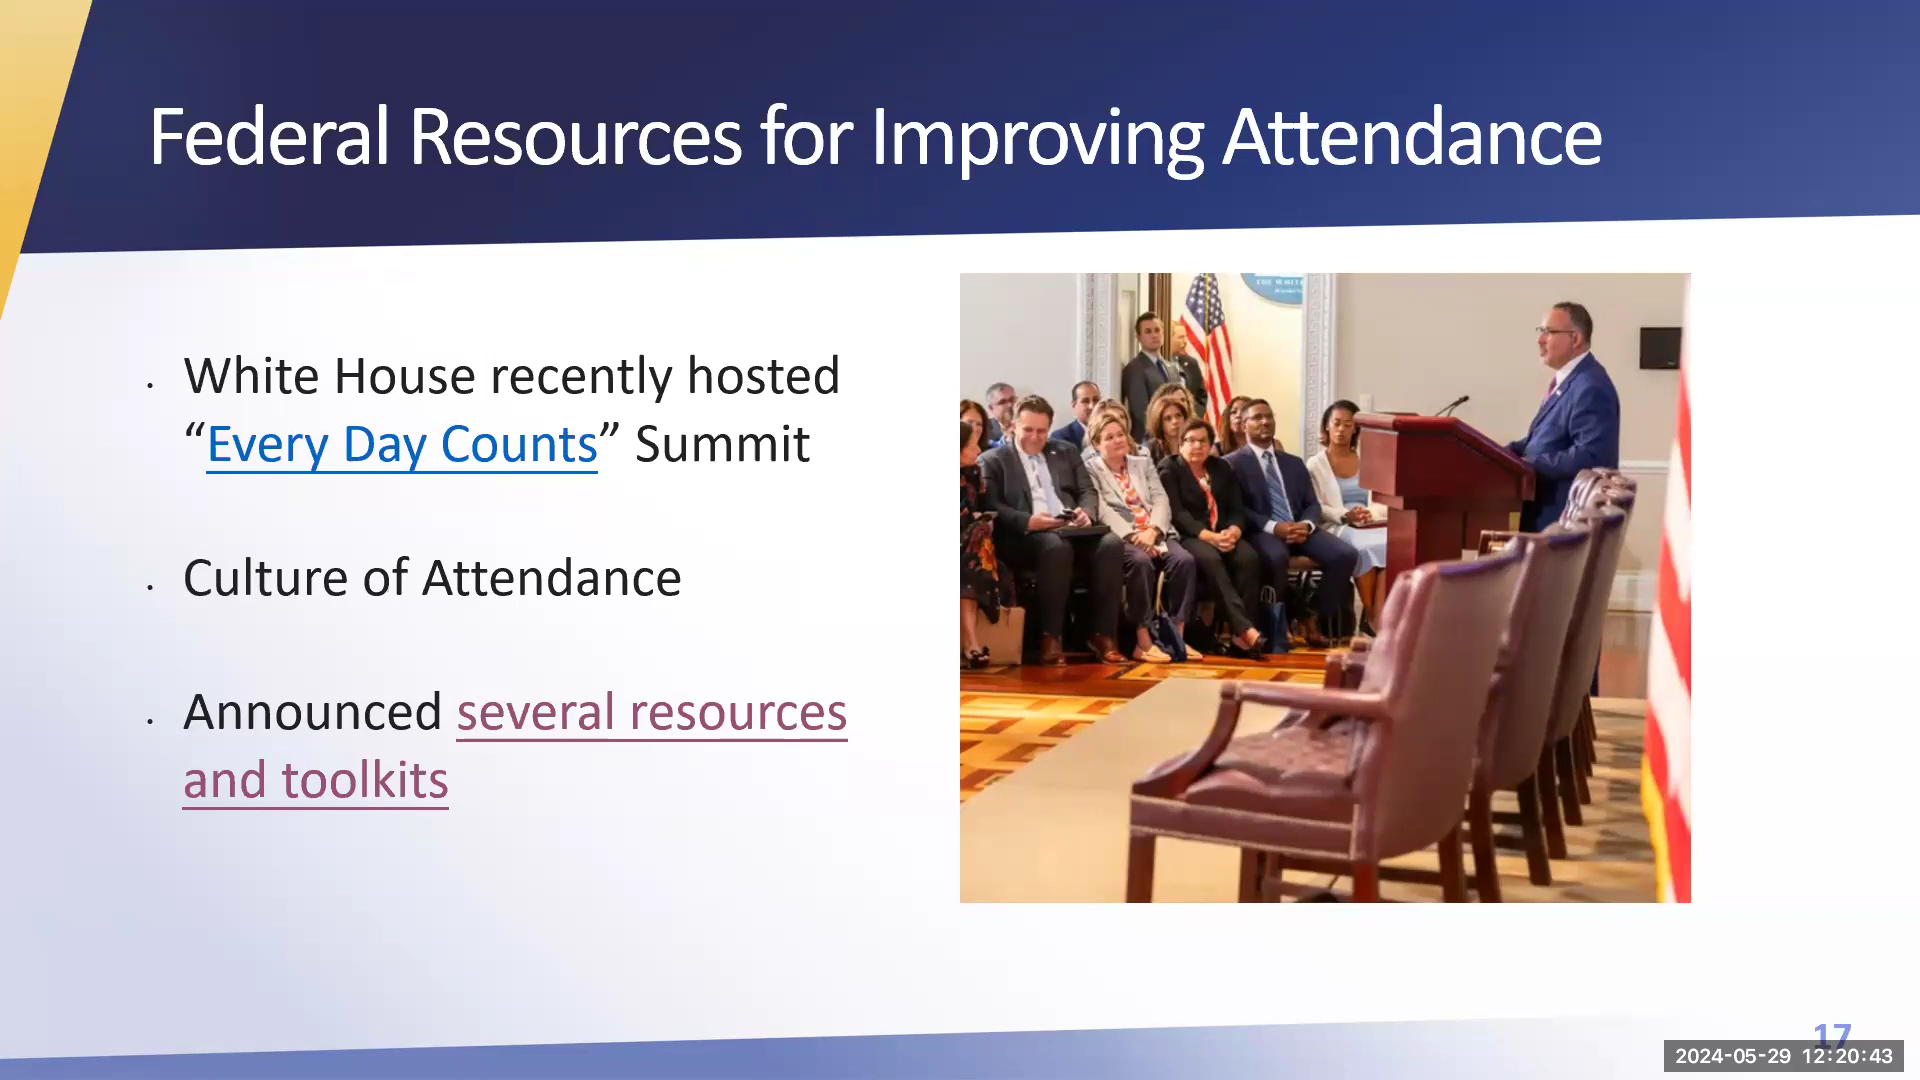 Federal Resources for Improving Attendance
• White House recently hosted
“Every Day Counts” Summit
• Culture of Attendance
• Announced several resources
and toolkits
17
2024-05-29 12:20:43